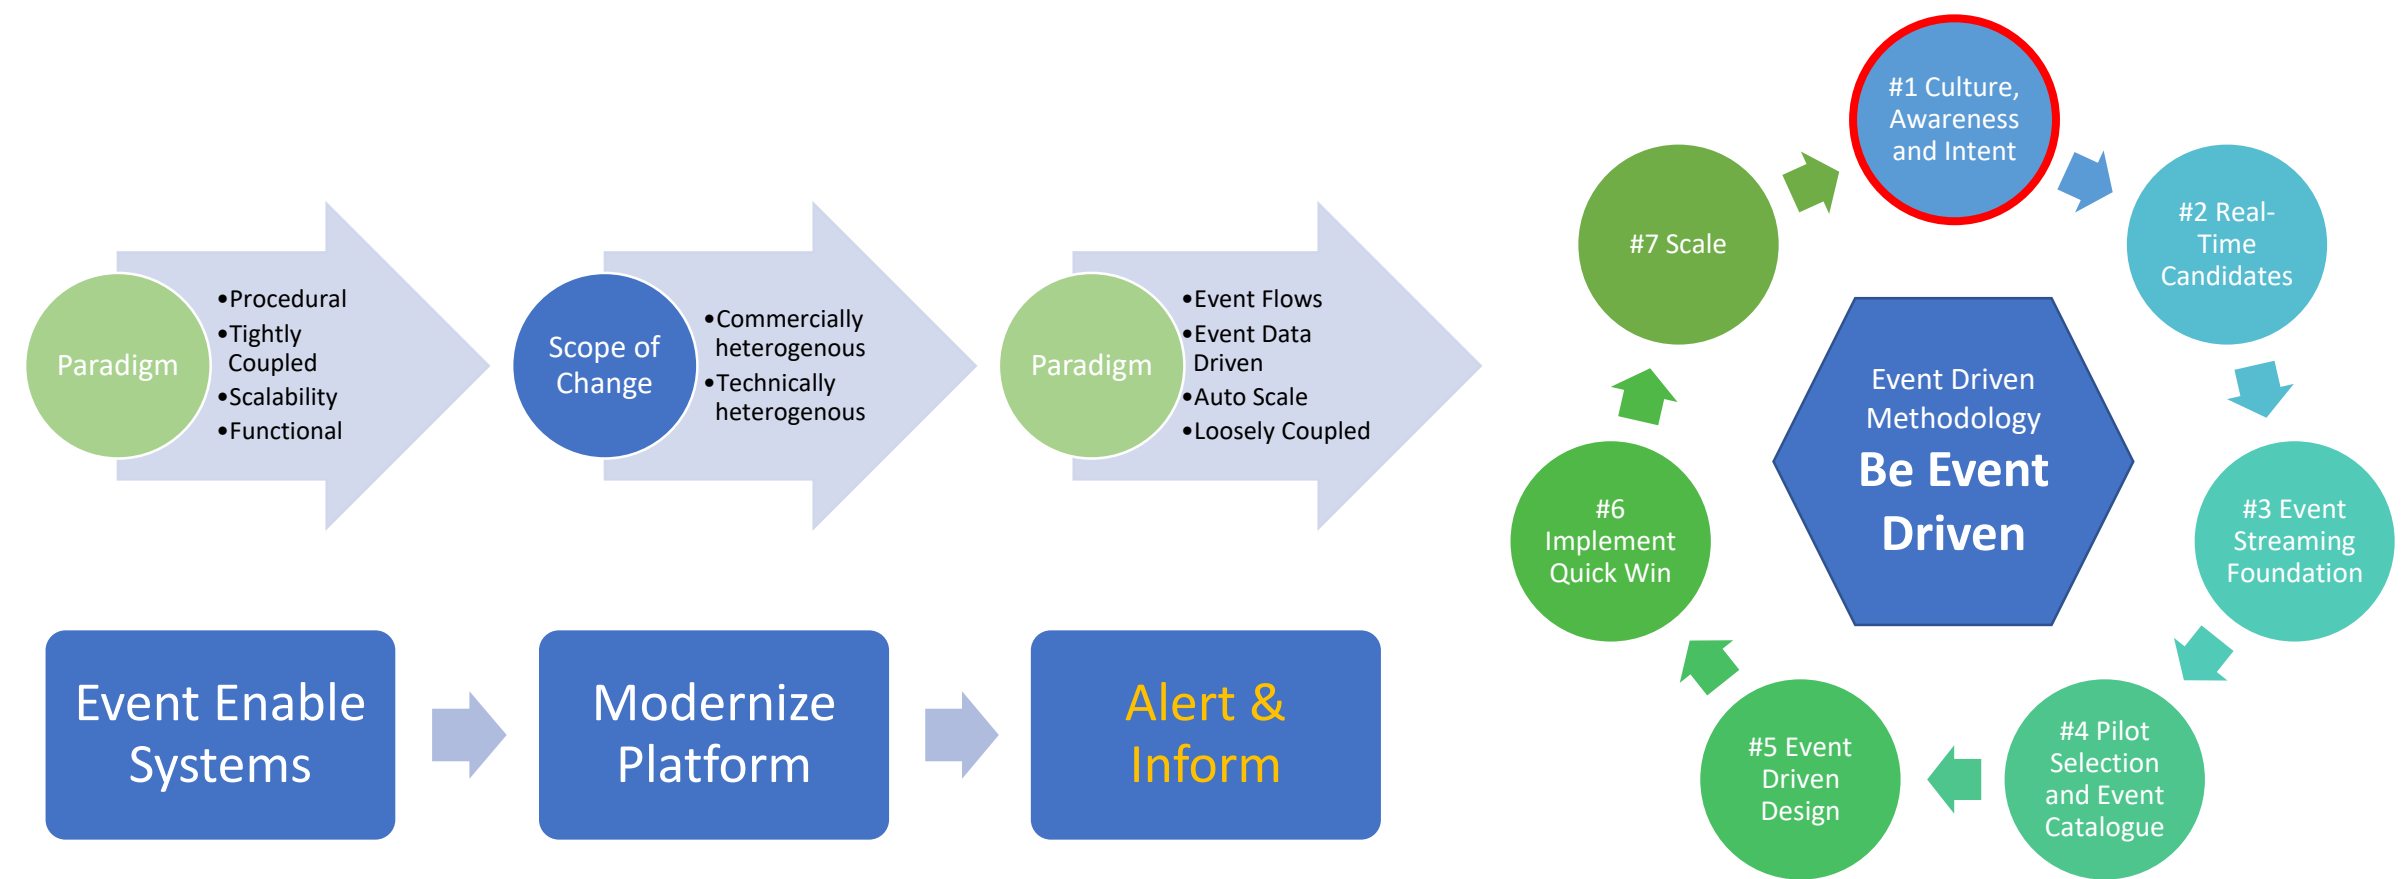 Paradigm
•Procedural
•Tightly
Coupled
•Scalability
•Functional
Scope of
Change
•Commercially
heterogenous
•Technically
heterogenous
Paradigm
•Event Flows
•Event Data
Driven
•Auto Scale
•Loosely Coupled
Event Enable
Systems
Modernize
Platform
Alert &
Inform
#1 Culture,
Awareness
and Intent
#2 Real-
Time
Candidates
#3 Event
Streaming
Foundation
#4 Pilot
Selection
and Event
Catalogue
#5 Event
Driven
Design
#6
Implement
Quick Win
#7 Scale
Event Driven
Methodology
Be Event
Driven